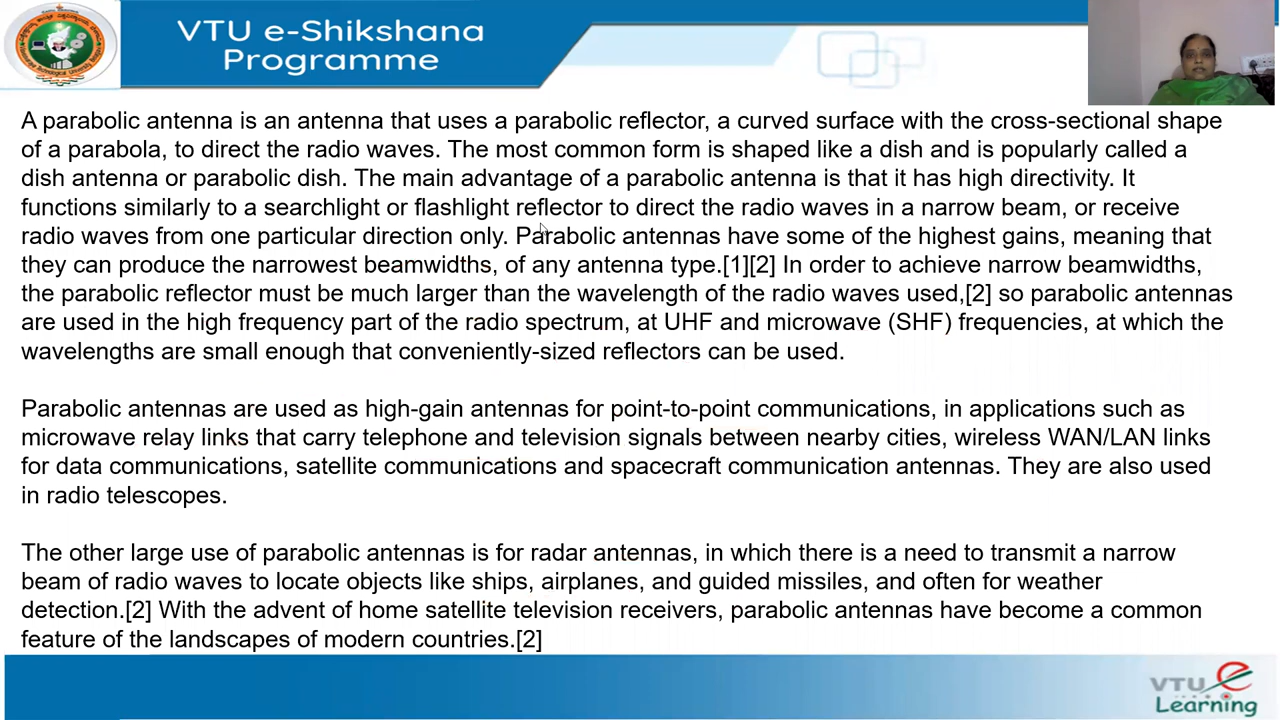 VTU e-Shikshana
Programme
A parabolic antenna is an antenna that uses a parabolic reflector, a curved surface with the cross-sectional shape
of a parabola, to direct the radio waves. The most common form is shaped like a dish and is popularly called a
dish antenna or parabolic dish. The main advantage of a parabolic antenna is that it has high directivity. It
functions similarly to a searchlight or flashlight reflector to direct the radio waves in a narrow beam, or receive
radio waves from one particular direction only. Parabolic antennas have some of the highest gains, meaning that
they can produce the narrowest beamwidths, of any antenna type.[1][2] In order to achieve narrow beamwidths,
the parabolic reflector must be much larger than the wavelength of the radio waves used,[2] so parabolic antennas
are used in the high frequency part of the radio spectrum, at UHF and microwave (SHF) frequencies, at which the
wavelengths are small enough that conveniently-sized reflectors can be used.
Parabolic antennas are used as high-gain antennas for point-to-point communications, in applications such as
microwave relay links that carry telephone and television signals between nearby cities, wireless WAN/LAN links
for data communications, satellite communications and spacecraft communication antennas. They are also used
in radio telescopes.
The other large use of parabolic antennas is for radar antennas, in which there is a need to transmit a narrow
beam of radio waves to locate objects like ships, airplanes, and guided missiles, and often for weather
detection.[2] With the advent of home satellite television receivers, parabolic antennas have become a common
feature of the landscapes of modern countries.[2]
VTU e
Learning